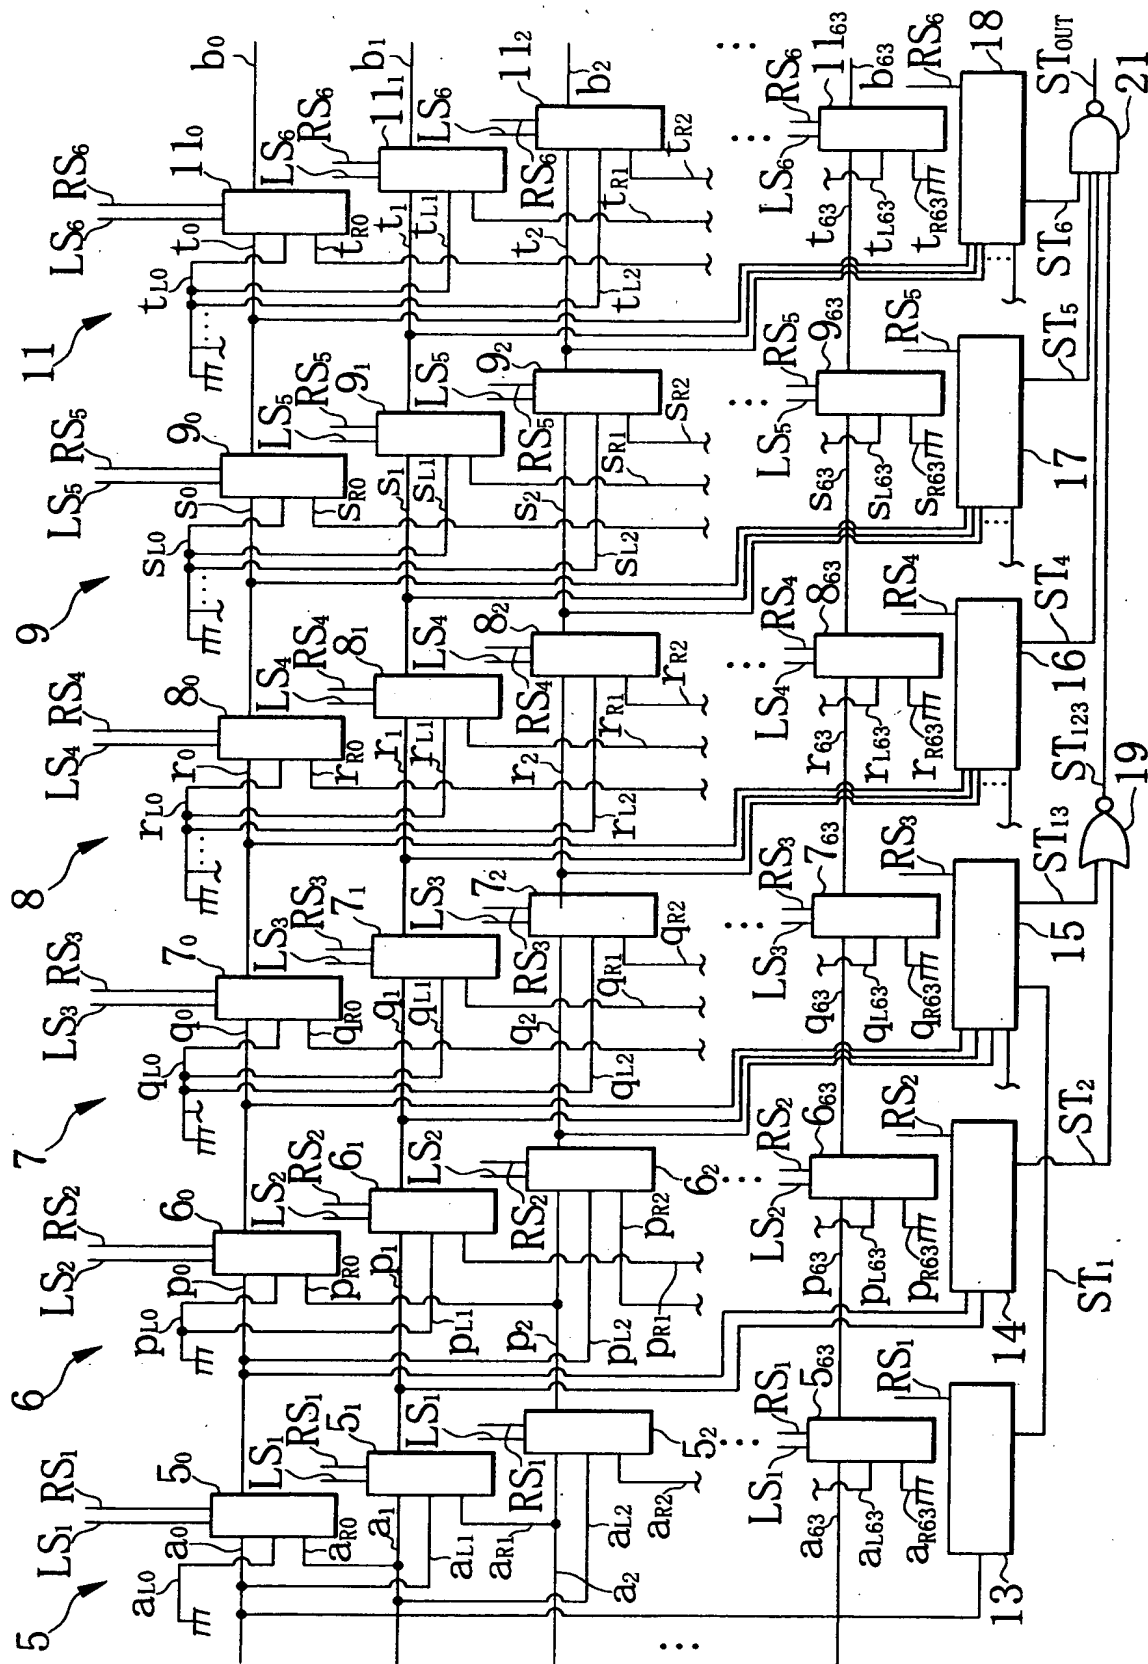 5
LS1 RS1
6
LS2 RS2
7
LS3 RS3
8
LS4 RS4
9
LS5 RS5
11
LS6 RS6
aL0
a0
50
aR0
pL0
p0
60
pR0
qL0
q0
70
qR0
rL0
r0
80
rR0
sL0
s0
90
sR0
tL0
t0
110
tR0
b0
LS1
RS1
51
a1
aL1
aR1
LS2
RS2
61
p1
pL1
pR1
LS3
RS3
71
q1
qL1
qR1
LS4
RS4
81
r1
rL1
rR1
LS5
RS5
91
s1
sL1
sR1
LS6
RS6
111
t1
tL1
tR1
b1
LS1
RS1
52
a2
aL2
aR2
LS2
RS2
62
p2
pL2
pR2
LS3
RS3
72
q2
qL2
qR2
LS4
RS4
82
r2
rL2
rR2
LS5
RS5
92
s2
sL2
sR2
LS6
RS6
112
t2
tL2
tR2
b2
LS1
RS1
563
a63
aL63
aR63
LS2
RS2
663
p63
pL63
pR63
LS3
RS3
763
q63
qL63
qR63
LS4
RS4
863
r63
rL63
rR63
LS5
RS5
963
s63
sL63
sR63
LS6
RS6
1163
t63
tL63
tR63
b63
RS1
13
RS2
14
RS3
15
RS4
16
RS5
17
RS6
18
ST1
ST2
ST13
19
ST123
ST4
ST5
ST6
STOUT
21